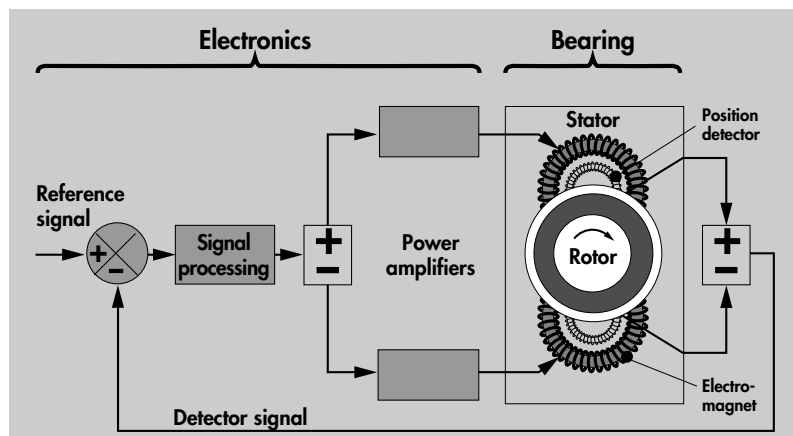 Electronics
Bearing
Stator
Position
detector
Reference
signal
+
-
Signal
processing
+
-
Power
amplifiers
Rotor
+
-
Electro-
magnet
Detector signal